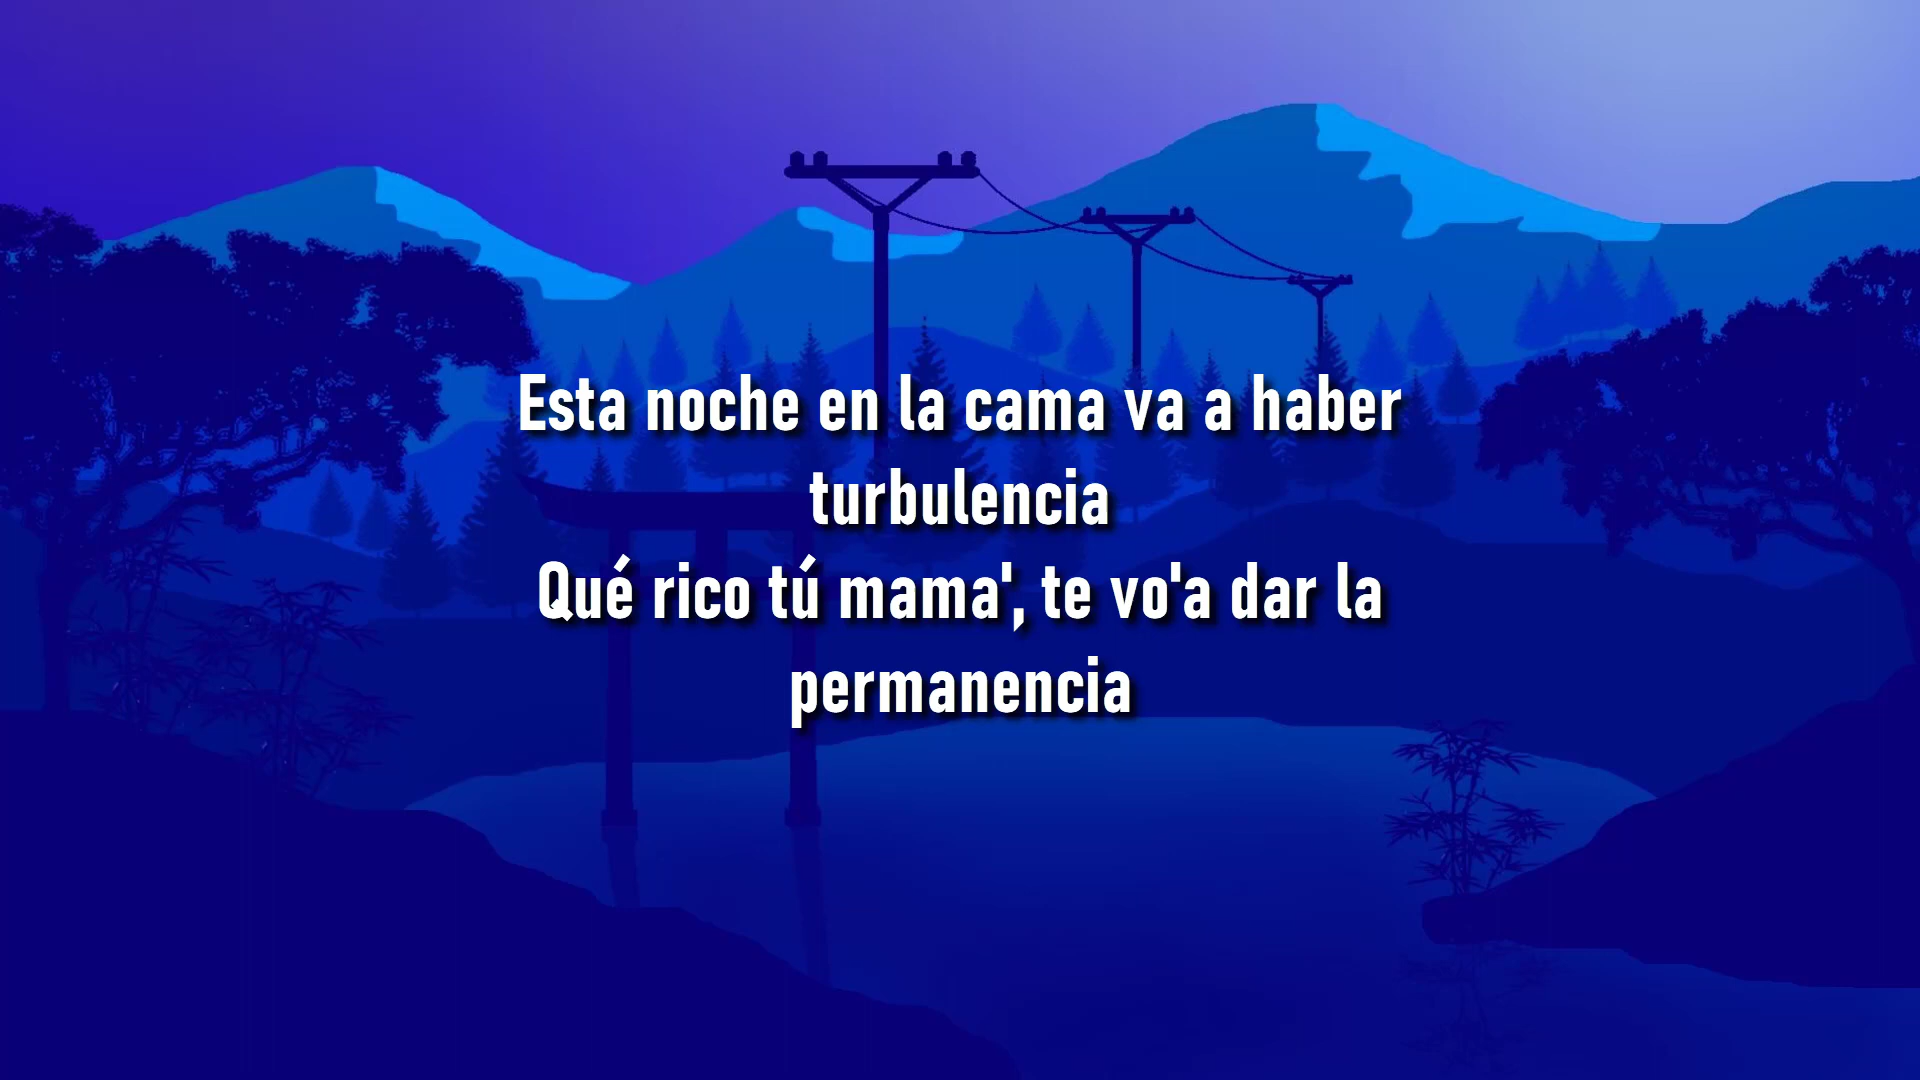 Esta noche en la cama va a haber
turbulencia
Qué rico tú mama', te vo'a dar la
permanencia